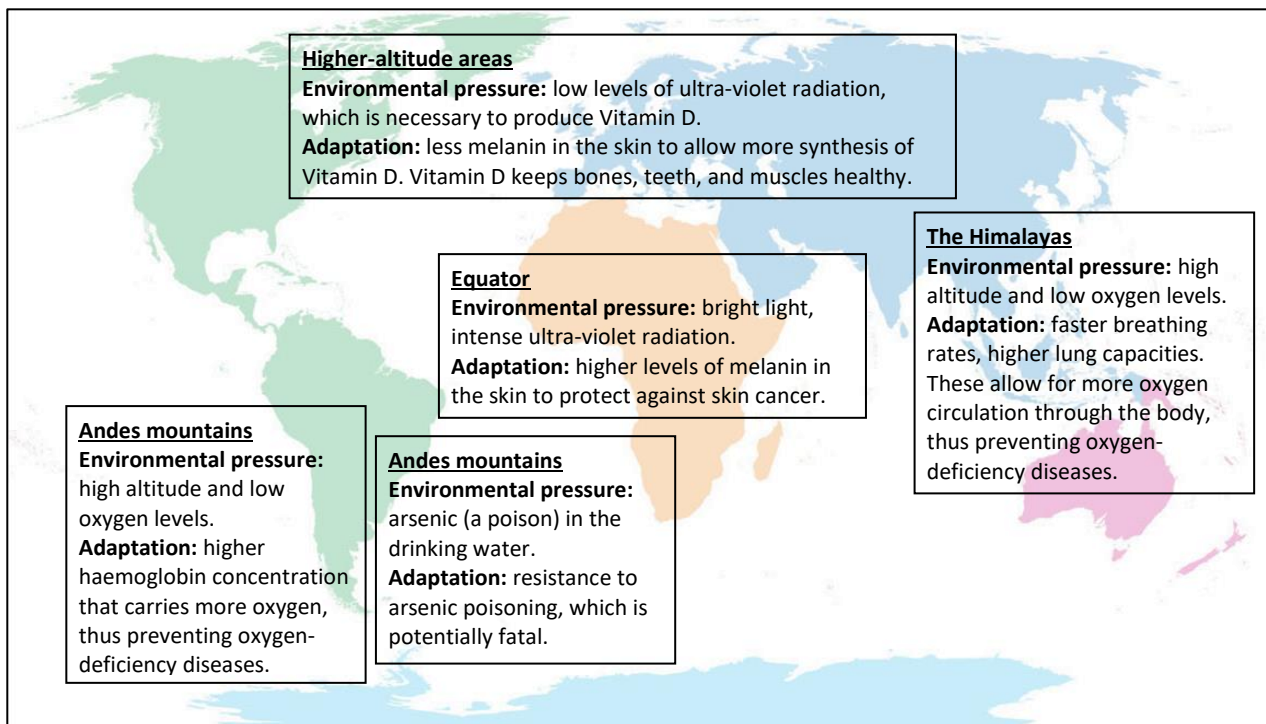 Higher-altitude areas
Environmental pressure: low levels of ultra-violet radiation,
which is necessary to produce Vitamin D.
Adaptation: less melanin in the skin to allow more synthesis of
Vitamin D. Vitamin D keeps bones, teeth, and muscles healthy.
The Himalayas
Environmental pressure: high
altitude and low oxygen levels.
Adaptation: faster breathing
rates, higher lung capacities.
These allow for more oxygen
circulation through the body,
thus preventing oxygen-
deficiency diseases.
Equator
Environmental pressure: bright light,
intense ultra-violet radiation.
Adaptation: higher levels of melanin in
the skin to protect against skin cancer.
Andes mountains
Environmental pressure:
high altitude and low
oxygen levels.
Adaptation: higher
haemoglobin concentration
that carries more oxygen,
thus preventing oxygen-
deficiency diseases.
Andes mountains
Environmental pressure:
arsenic (a poison) in the
drinking water.
Adaptation: resistance to
arsenic poisoning, which is
potentially fatal.